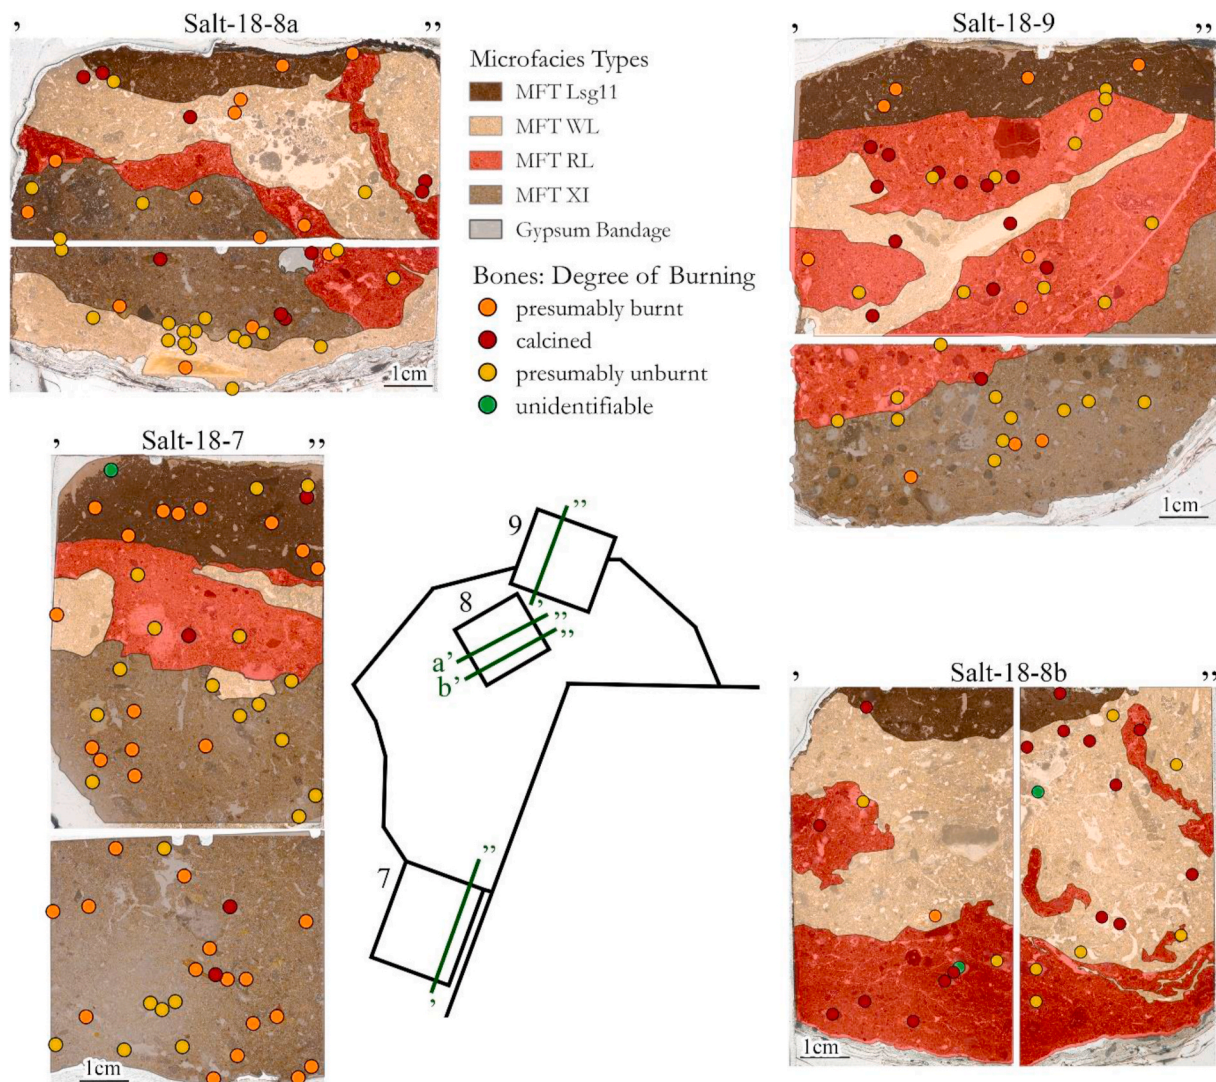 ’ Salt-18-8a ’’
Microfacies Types
MFT Lsg11
MFT WL
MFT RL
MFT XI
Gypsum Bandage
Bones: Degree of Burning
presumably burnt
calcined
presumably unburnt
unidentifiable
1cm
’ Salt-18-9 ’’
1cm
’ Salt-18-7 ’’
1cm
9 ’’
’
8 ’’
’’
a’
b’
7 ’’
’
’ Salt-18-8b ’’
1cm